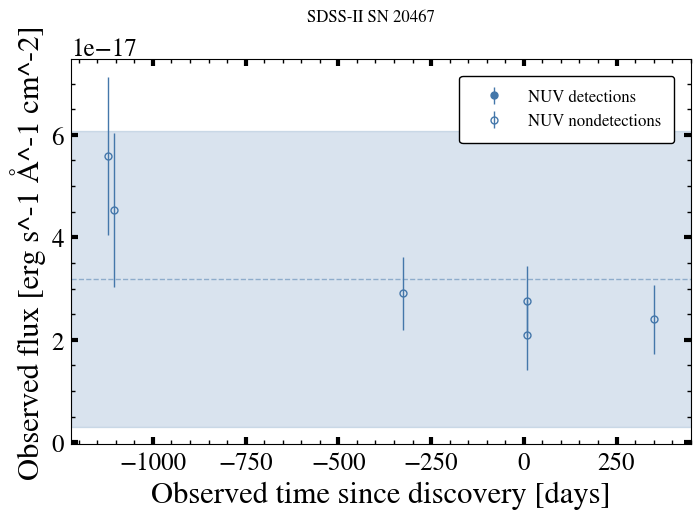 SDSS-II SN 20467
1e−17
Observed flux [erg s^-1 Å^-1 cm^-2]
6
4
2
0
NUV detections
NUV nondetections
−1000 −750 −500 −250 0 250
Observed time since discovery [days]